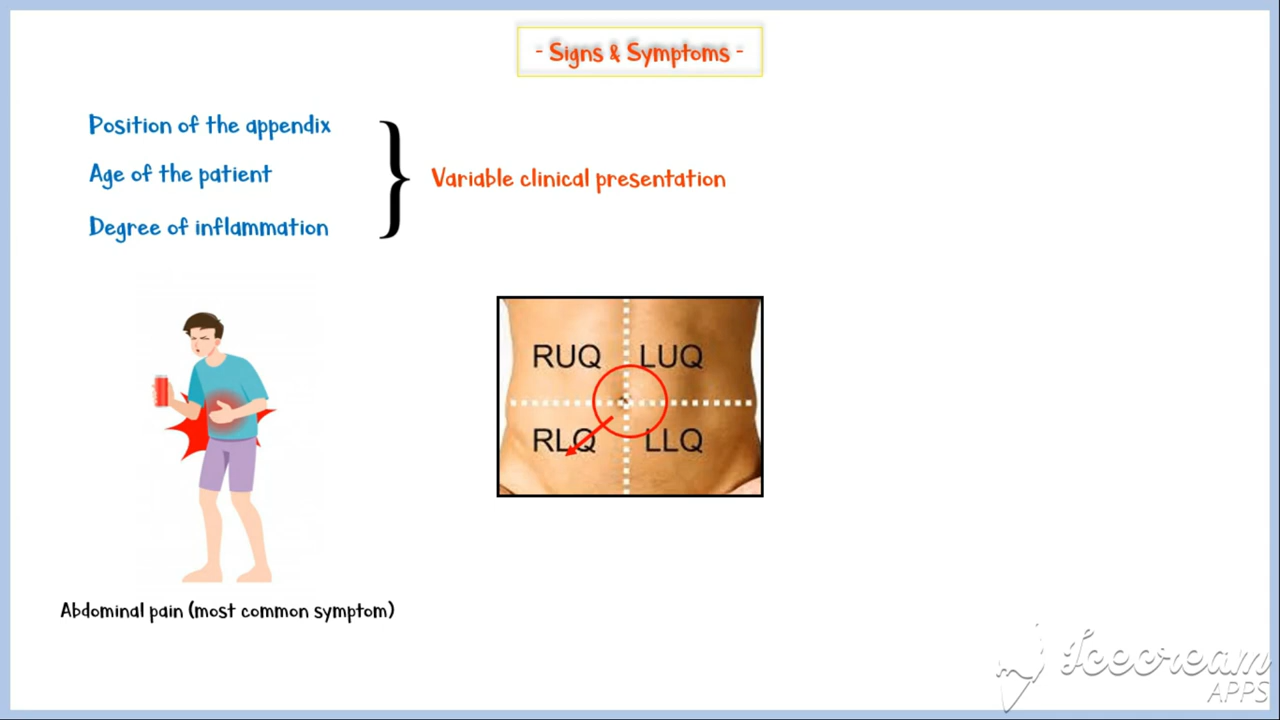 - Signs & Symptoms -
Position of the appendix
Age of the patient
Degree of inflammation
Variable clinical presentation
RUQ LUQ
RLQ LLQ
Abdominal pain (most common symptom)
Icecream
APPS